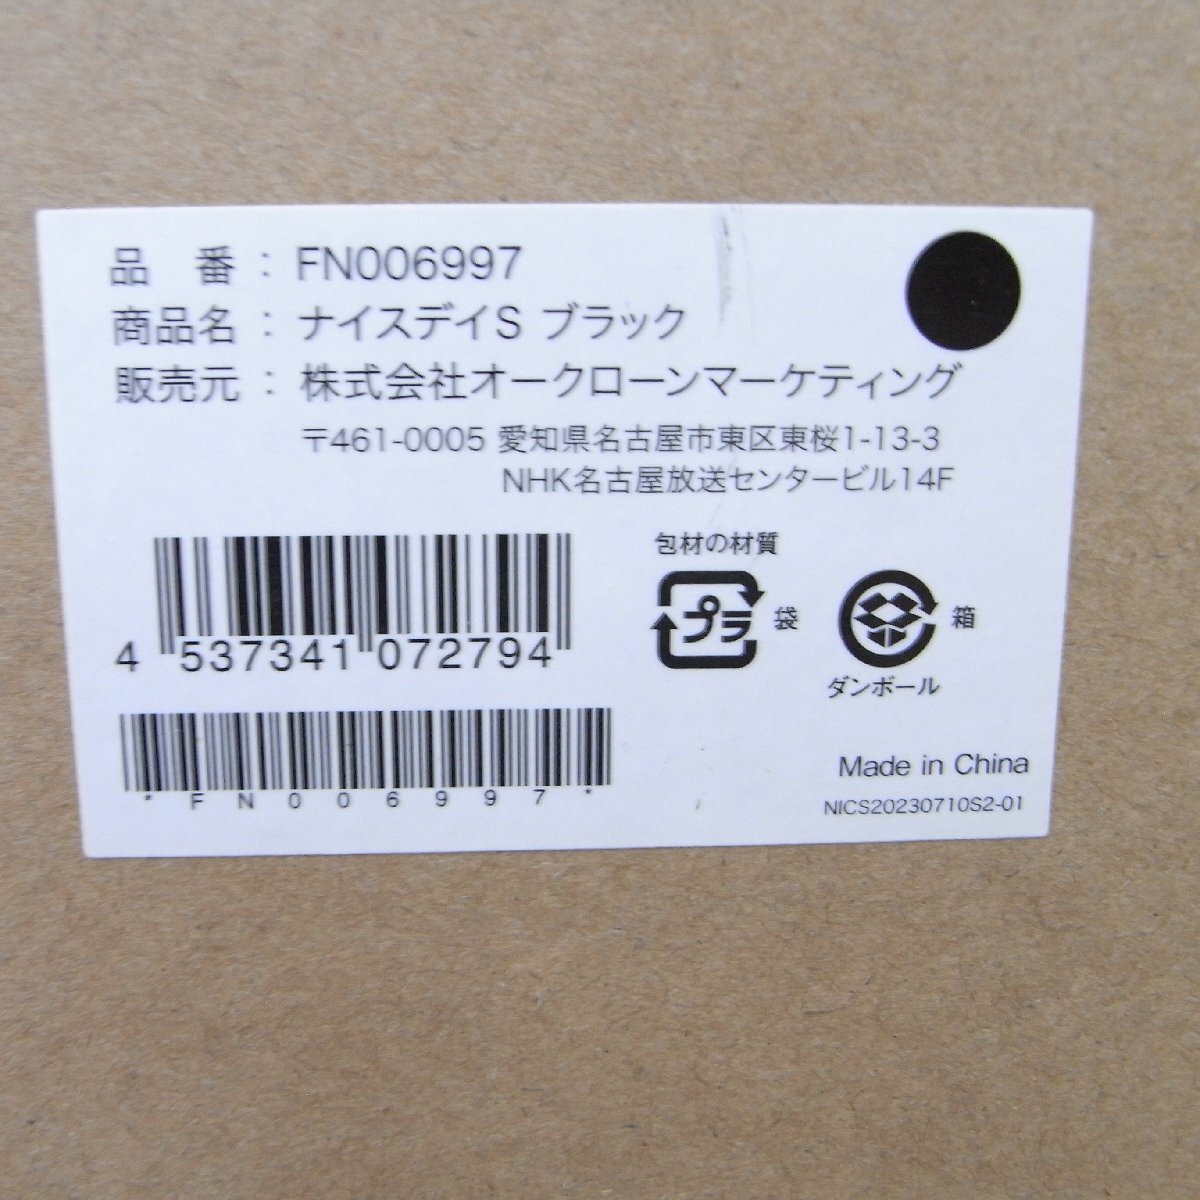 品 番 : FN006997
商品名 : ナイスデイS ブラック
販売元 : 株式会社オークローンマーケティング
〒461-0005 愛知県名古屋市東区東桜1-13-3
NHK名古屋放送センタービル14F
4 537341 072794
*FN006997*
包材の材質
プラ 袋
箱
ダンボール
Made in China
NICS20230710S2-01